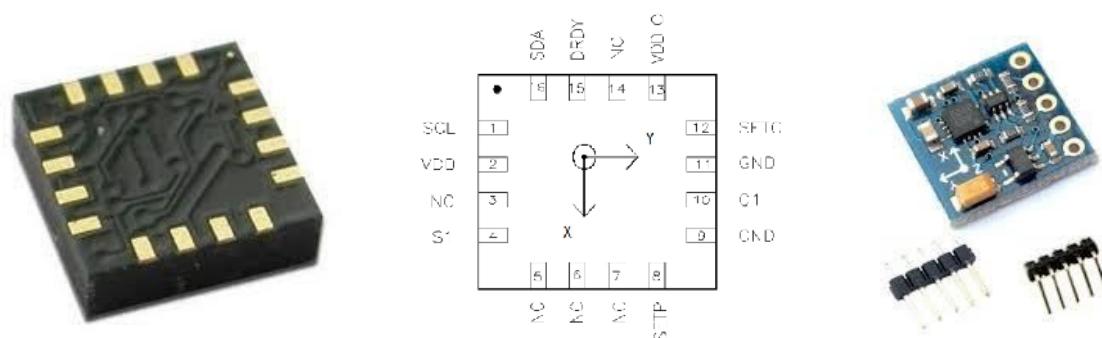 SDA DRDY NC VDD
16 15 14 13
SCL 1 12 SETC
VDD 2 Y 11 GND
NC 3 10 C1
S1 4 X 9 GND
5 6 7 8
NC NC NC SETP
X Z